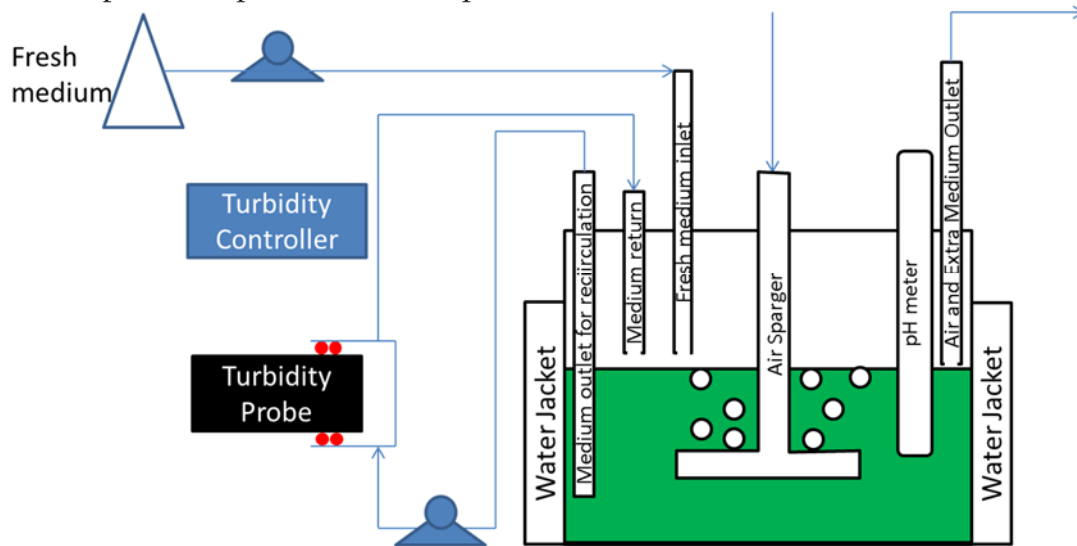 Fresh
medium
Turbidity
Controller
Turbidity
Probe
Water Jacket
Medium outlet for reciirculation
Medium return
Fresh medium inlet
Air Sparger
pH meter
Air and Extra Medium Outlet
Water Jacket